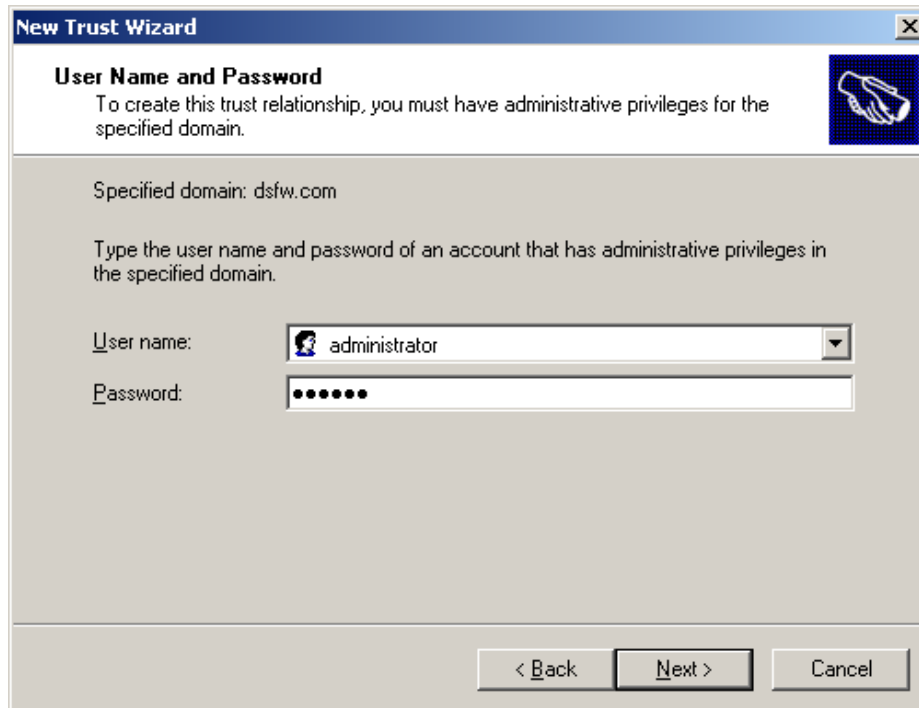 New Trust Wizard
User Name and Password
To create this trust relationship, you must have administrative privileges for the
specified domain.
Specified domain: dsfw.com
Type the user name and password of an account that has administrative privileges in
the specified domain.
User name: administrator
Password: ●●●●●●
< Back Next > Cancel